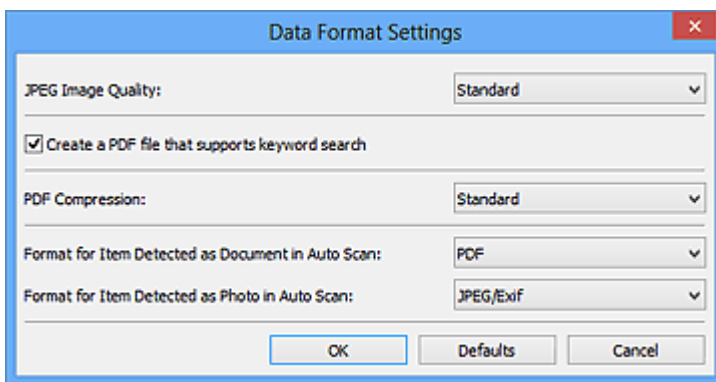 Data Format Settings
JPEG Image Quality: Standard
Create a PDF file that supports keyword search
PDF Compression: Standard
Format for Item Detected as Document in Auto Scan: PDF
Format for Item Detected as Photo in Auto Scan: JPEG/Exif
OK Defaults Cancel